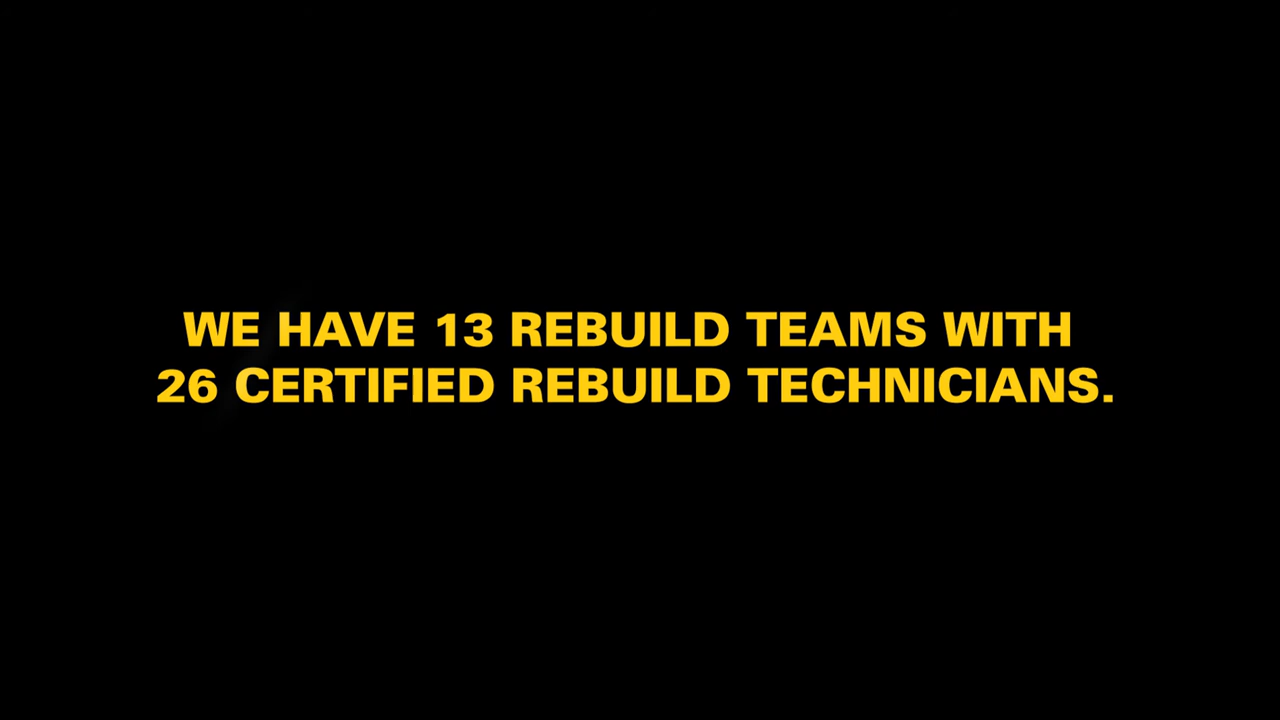 WE HAVE 13 REBUILD TEAMS WITH
26 CERTIFIED REBUILD TECHNICIANS.